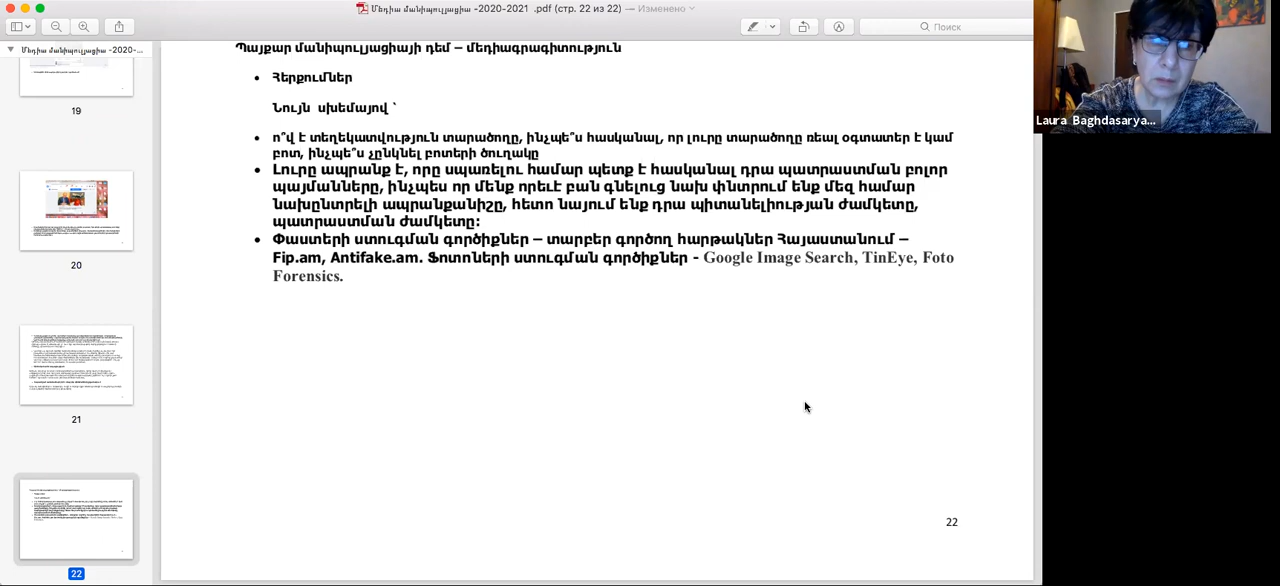 Մեդիա մանիպուլյացիա -2020-2021 .pdf (стр. 22 из 22) — Изменено
Поиск
Մեդիա մանիպուլյացիա -2020-...
19
20
21
22
Պայքար մանիպուլյացիայի դեմ – մեդիագրագիտություն
• Հերքումներ
Նույն սխեմայով `
• ո՞վ է տեղեկատվություն տարածողը, ինչպե՞ս հասկանալ, որ լուրը տարածողը ռեալ օգտատեր է կամ
բոտ, ինչպե՞ս չընկնել բոտերի ծուղակը
• Լուրը ապրանք է, որը սպառելու համար պետք է հասկանալ դրա պատրաստման բոլոր
պայմանները, ինչպես որ մենք որեւէ բան գնելուց նախ փնտրում ենք մեզ համար
նախընտրելի ապրանքանիշը, հետո նայում ենք դրա պիտանելիության ժամկետը,
պատրաստման ժամկետը:
• Փաստերի ստուգման գործիքներ – տարբեր գործող հարթակներ Հայաստանում –
Fip.am, Antifake.am. Ֆոտոների ստուգման գործիքներ - Google Image Search, TinEye, Foto
Forensics.
22
Laura Baghdasarya...